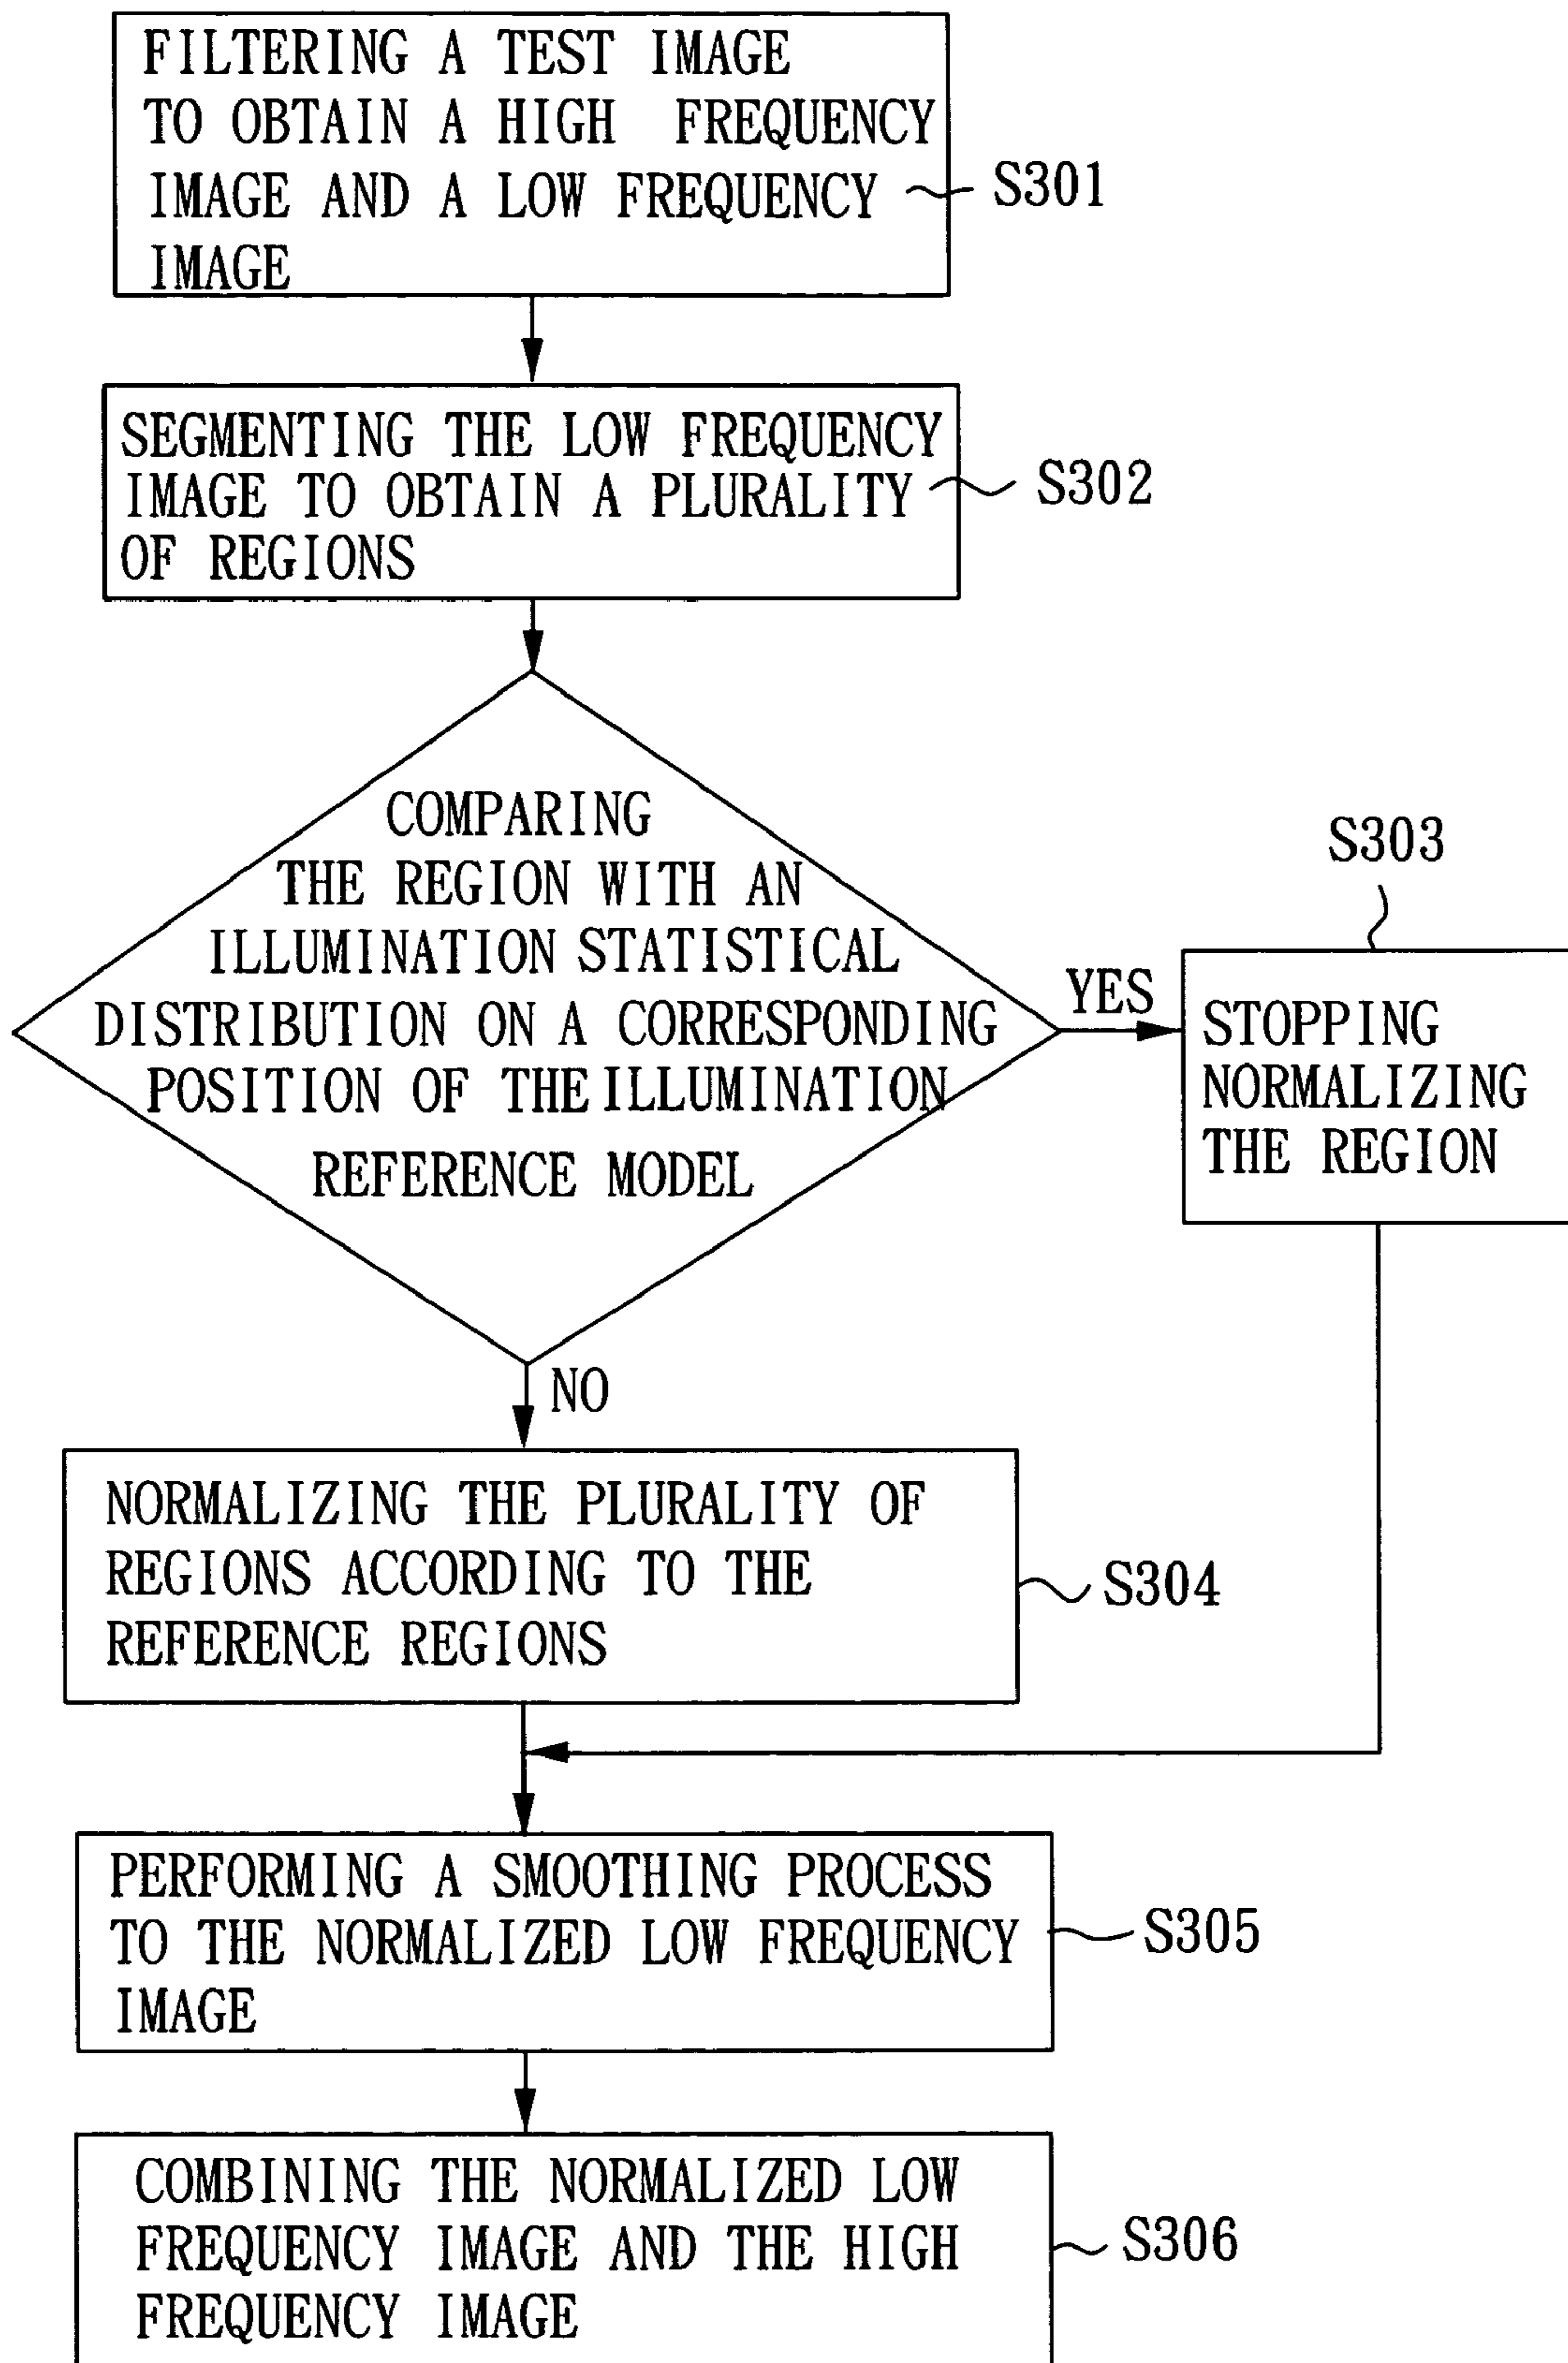 FILTERING A TEST IMAGE
TO OBTAIN A HIGH FREQUENCY
IMAGE AND A LOW FREQUENCY
IMAGE
S301
SEGMENTING THE LOW FREQUENCY
IMAGE TO OBTAIN A PLURALITY
OF REGIONS
S302
COMPARING
THE REGION WITH AN
ILLUMINATION STATISTICAL
DISTRIBUTION ON A CORRESPONDING
POSITION OF THE ILLUMINATION
REFERENCE MODEL
YES
S303
STOPPING
NORMALIZING
THE REGION
NO
NORMALIZING THE PLURALITY OF
REGIONS ACCORDING TO THE
REFERENCE REGIONS
S304
PERFORMING A SMOOTHING PROCESS
TO THE NORMALIZED LOW FREQUENCY
IMAGE
S305
COMBINING THE NORMALIZED LOW
FREQUENCY IMAGE AND THE HIGH
FREQUENCY IMAGE
S306